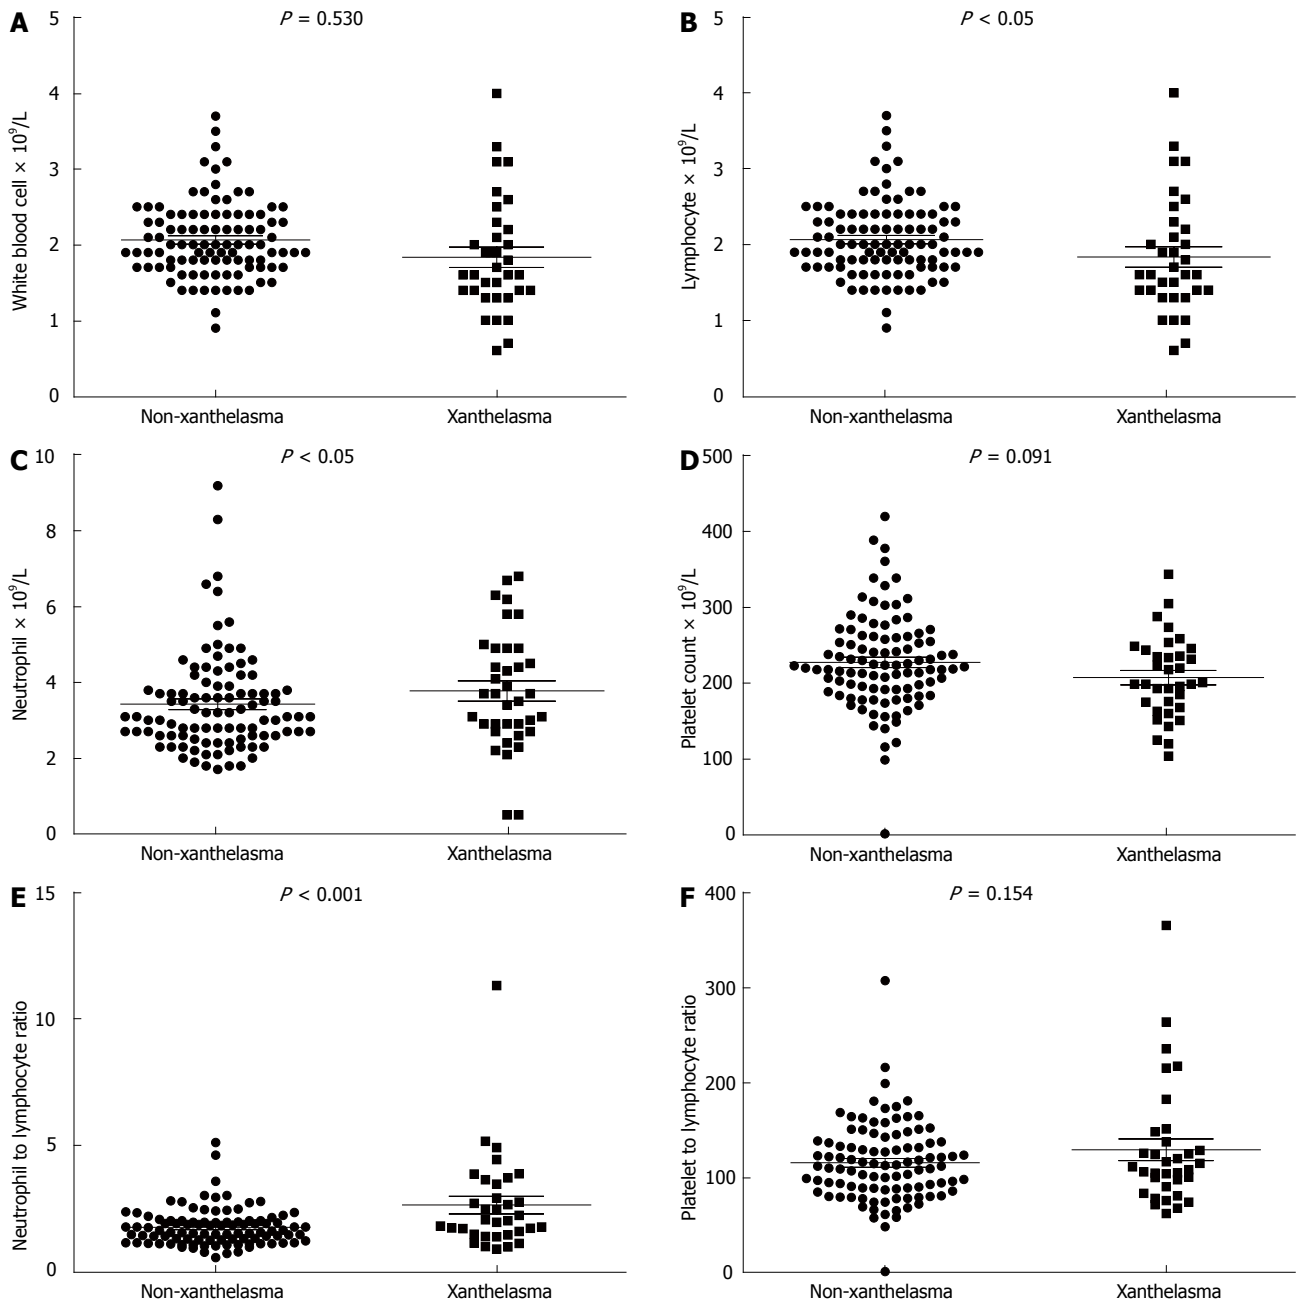 A
P = 0.530
White blood cell × 10⁹/L
5
4
3
2
1
0
Non-xanthelasma
Xanthelasma
B
P < 0.05
Lymphocyte × 10⁹/L
5
4
3
2
1
0
Non-xanthelasma
Xanthelasma
C
P < 0.05
Neutrophil × 10⁹/L
10
8
6
4
2
0
Non-xanthelasma
Xanthelasma
D
P = 0.091
Platelet count × 10⁹/L
500
400
300
200
100
0
Non-xanthelasma
Xanthelasma
E
P < 0.001
Neutrophil to lymphocyte ratio
15
10
5
0
Non-xanthelasma
Xanthelasma
F
P = 0.154
Platelet to lymphocyte ratio
400
300
200
100
0
Non-xanthelasma
Xanthelasma